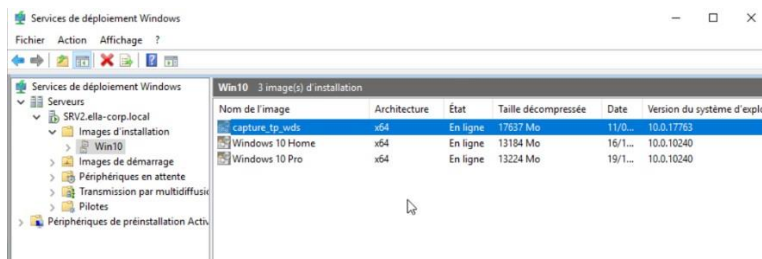 Services de déploiement Windows
Fichier Action Affichage ?
Services de déploiement Windows
Serveurs
SRV2.ella-corp.local
Images d'installation
Win10
Images de démarrage
Périphériques en attente
Transmission par multidiffusi
Pilotes
Périphériques de préinstallation Activ
Win10 3 image(s) d'installation
Nom de l'image Architecture État Taille décompressée Date Version du système d'explo
capture_tp_wds x64 En ligne 17637 Mo 11/0... 10.0.17763
Windows 10 Home x64 En ligne 13184 Mo 16/1... 10.0.10240
Windows 10 Pro x64 En ligne 13224 Mo 19/1... 10.0.10240